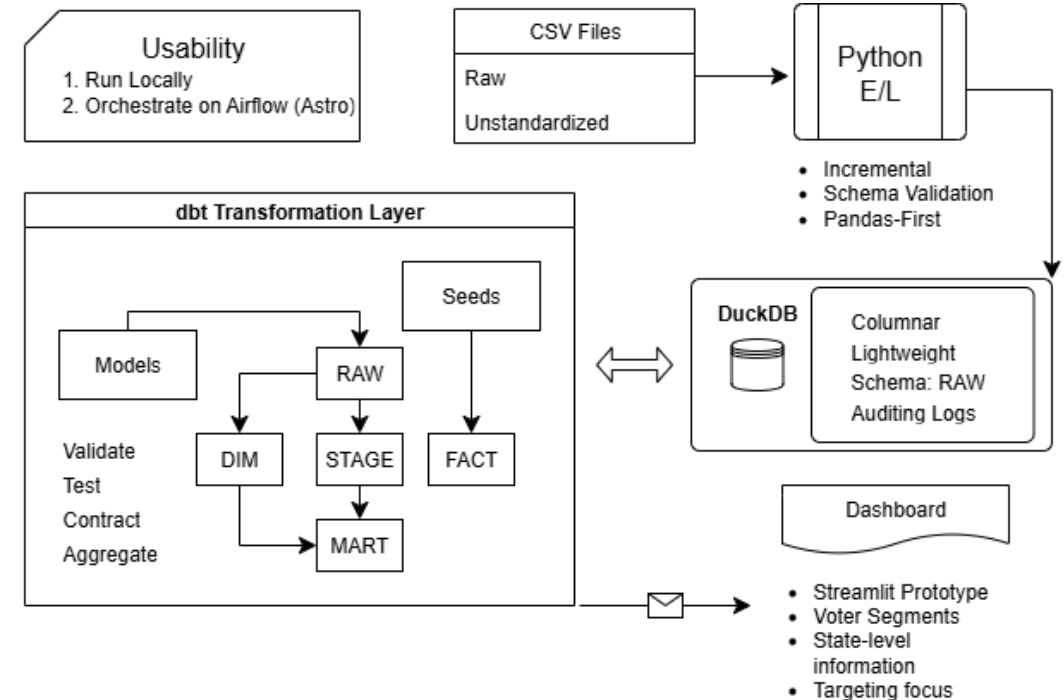 Usability
1. Run Locally
2. Orchestrate on Airflow (Astro)
CSV Files
Raw
Unstandardized
Python
E/L
• Incremental
• Schema Validation
• Pandas-First
dbt Transformation Layer
Seeds
Models
RAW
DIM
STAGE
FACT
MART
Validate
Test
Contract
Aggregate
DuckDB
Columnar
Lightweight
Schema: RAW
Auditing Logs
Dashboard
• Streamlit Prototype
• Voter Segments
• State-level
information
• Targeting focus